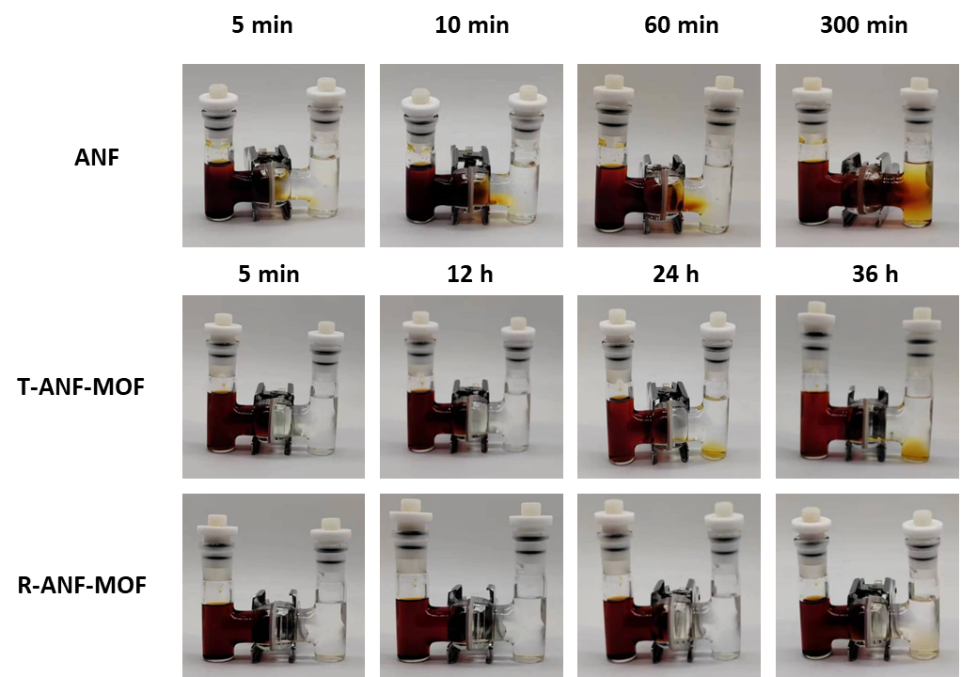 5 min 10 min 60 min 300 min
ANF
5 min 12 h 24 h 36 h
T-ANF-MOF
R-ANF-MOF